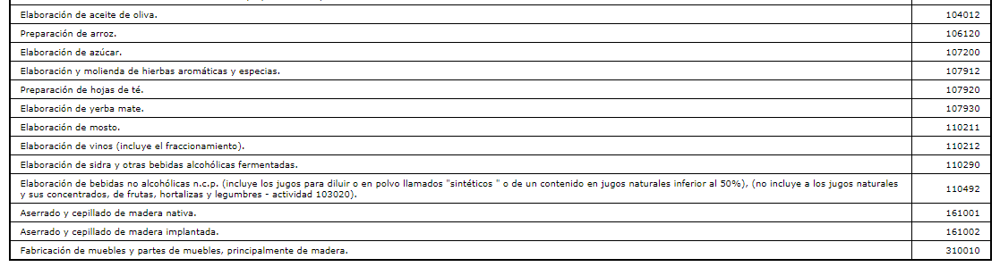 Elaboración de aceite de oliva. 104012
Preparación de arroz. 106120
Elaboración de azúcar. 107200
Elaboración y molienda de hierbas aromáticas y especias. 107912
Preparación de hojas de té. 107920
Elaboración de yerba mate. 107930
Elaboración de mosto. 110211
Elaboración de vinos (incluye el fraccionamiento). 110212
Elaboración de sidra y otras bebidas alcohólicas fermentadas. 110290
Elaboración de bebidas no alcohólicas n.c.p. (incluye los jugos para diluir o en polvo llamados "sintéticos " o de un contenido en jugos naturales inferior al 50%), (no incluye a los jugos naturales
y sus concentrados, de frutas, hortalizas y legumbres - actividad 103020). 110492
Aserrado y cepillado de madera nativa. 161001
Aserrado y cepillado de madera implantada. 161002
Fabricación de muebles y partes de muebles, principalmente de madera. 310010